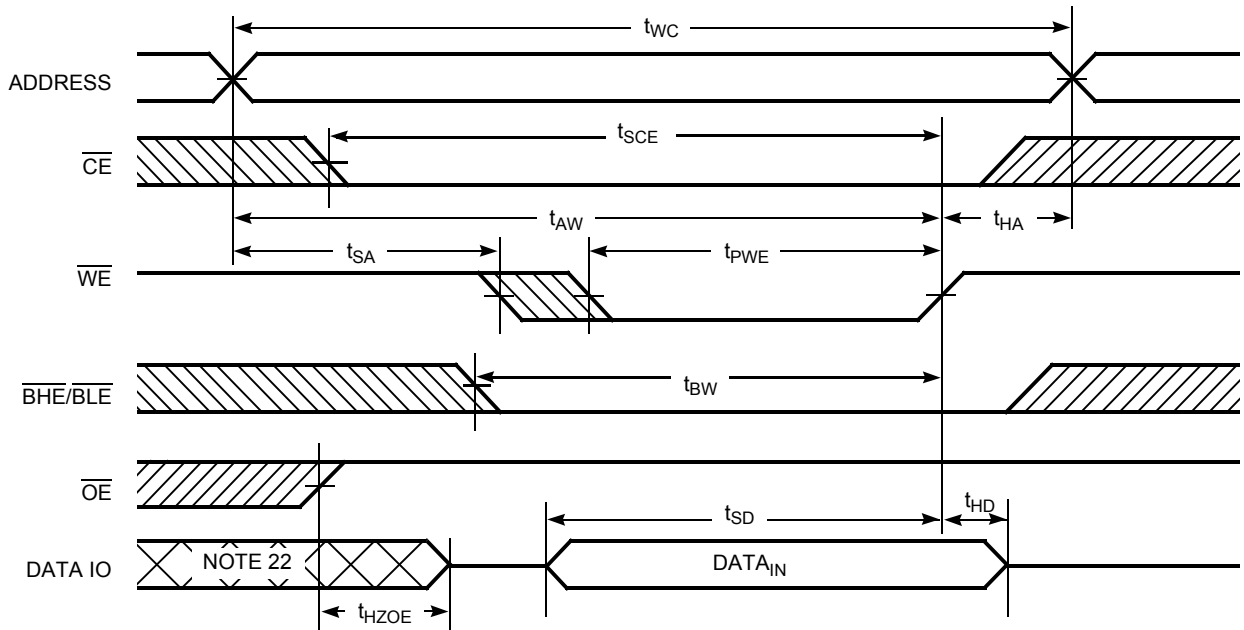 tWC
ADDRESS
tSCE
CE
tAW
tHA
tSA
tPWE
WE
BHE/BLE
tBW
OE
tSD
tHD
DATA IO
NOTE 22
DATAIN
tHZOE